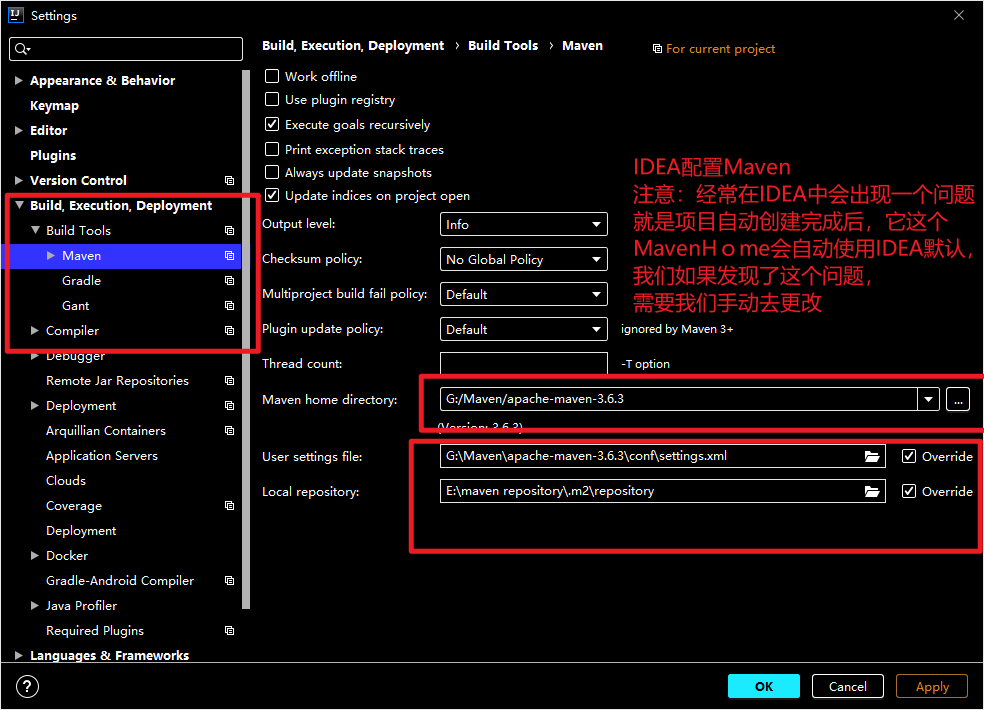 IJ Settings
Build, Execution, Deployment › Build Tools › Maven For current project
Appearance & Behavior
Keymap
Editor
Plugins
Version Control
Build, Execution, Deployment
Build Tools
Maven
Gradle
Gant
Compiler
Debugger
Remote Jar Repositories
Deployment
Arquillian Containers
Application Servers
Clouds
Coverage
Deployment
Docker
Gradle-Android Compiler
Java Profiler
Required Plugins
Languages & Frameworks
Work offline
Use plugin registry
Execute goals recursively
Print exception stack traces
Always update snapshots
Update indices on project open
Output level: Info
Checksum policy: No Global Policy
Multiproject build fail policy: Default
Plugin update policy: Default ignored by Maven 3+
Thread count: -T option
Maven home directory: G:/Maven/apache-maven-3.6.3 ...
(Version: 3.6.3)
User settings file: G:\Maven\apache-maven-3.6.3\conf\settings.xml Override
Local repository: E:\maven repository\.m2\repository Override
IDEA配置Maven
注意：经常在IDEA中会出现一个问题
就是项目自动创建完成后，它这个
MavenHｏme会自动使用IDEA默认，
我们如果发现了这个问题，
需要我们手动去更改
? OK Cancel Apply